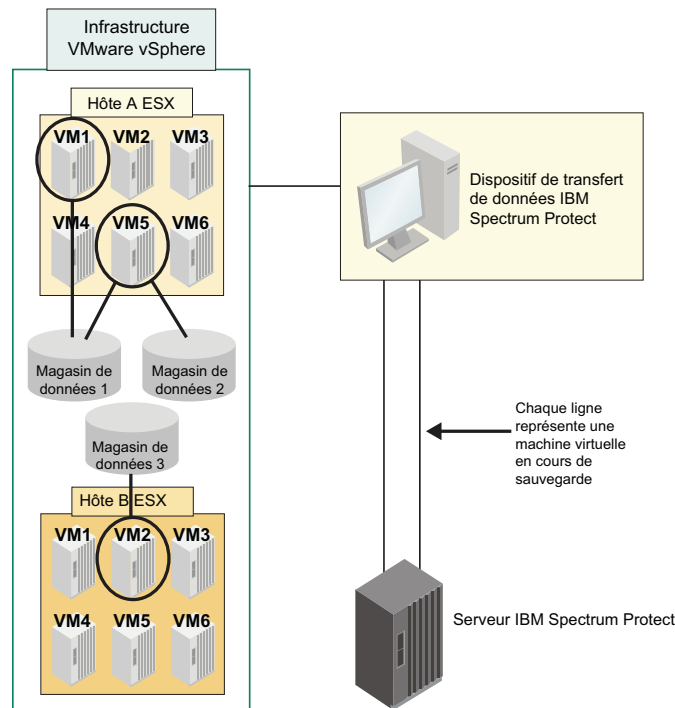 Infrastructure
VMware vSphere
Hôte A ESX
VM1 VM2 VM3
VM4 VM5 VM6
Magasin de
données 1
Magasin de
données 2
Magasin de
données 3
Hôte B ESX
VM1 VM2 VM3
VM4 VM5 VM6
Dispositif de transfert
de données IBM
Spectrum Protect
Chaque ligne
représente une
machine virtuelle
en cours de
sauvegarde
Serveur IBM Spectrum Protect